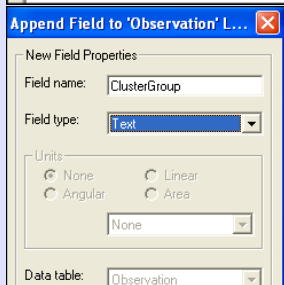 Append Field to 'Observation' L...
New Field Properties
Field name: ClusterGroup
Field type: Text
Units
None Linear
Angular Area
None
Data table: Observation